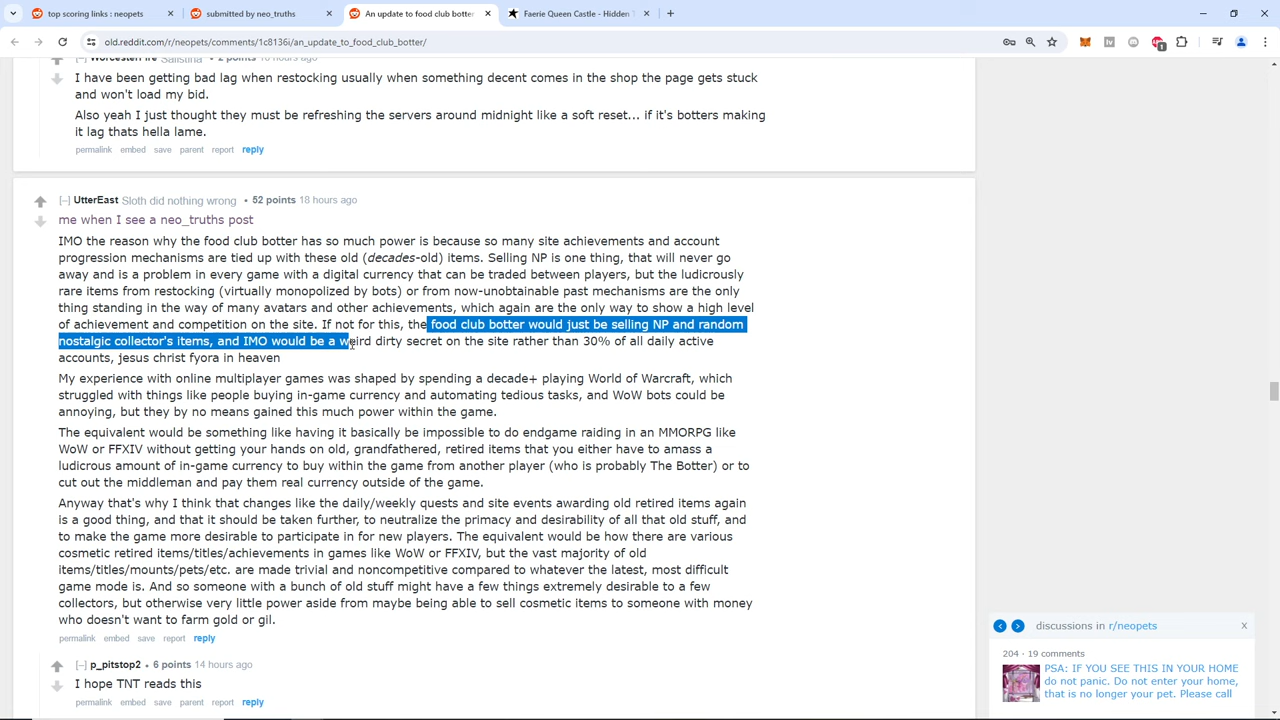 top scoring links : neopets
submitted by neo_truths
An update to food club botter
Faerie Queen Castle - Hidden T
old.reddit.com/r/neopets/comments/1c8136i/an_update_to_food_club_botter/
[–] WorcesterFire Salistina • 2 points 16 hours ago
I have been getting bad lag when restocking usually when something decent comes in the shop the page gets stuck
and won't load my bid.
Also yeah I just thought they must be refreshing the servers around midnight like a soft reset... if it's botters making
it lag thats hella lame.
permalink embed save parent report reply
[–] UtterEast Sloth did nothing wrong • 52 points 18 hours ago
me when I see a neo_truths post
IMO the reason why the food club botter has so much power is because so many site achievements and account
progression mechanisms are tied up with these old (decades-old) items. Selling NP is one thing, that will never go
away and is a problem in every game with a digital currency that can be traded between players, but the ludicrously
rare items from restocking (virtually monopolized by bots) or from now-unobtainable past mechanisms are the only
thing standing in the way of many avatars and other achievements, which again are the only way to show a high level
of achievement and competition on the site. If not for this, the food club botter would just be selling NP and random
nostalgic collector's items, and IMO would be a weird dirty secret on the site rather than 30% of all daily active
accounts, jesus christ fyora in heaven
My experience with online multiplayer games was shaped by spending a decade+ playing World of Warcraft, which
struggled with things like people buying in-game currency and automating tedious tasks, and WoW bots could be
annoying, but they by no means gained this much power within the game.
The equivalent would be something like having it basically be impossible to do endgame raiding in an MMORPG like
WoW or FFXIV without getting your hands on old, grandfathered, retired items that you either have to amass a
ludicrous amount of in-game currency to buy within the game from another player (who is probably The Botter) or to
cut out the middleman and pay them real currency outside of the game.
Anyway that's why I think that changes like the daily/weekly quests and site events awarding old retired items again
is a good thing, and that it should be taken further, to neutralize the primacy and desirability of all that old stuff, and
to make the game more desirable to participate in for new players. The equivalent would be how there are various
cosmetic retired items/titles/achievements in games like WoW or FFXIV, but the vast majority of old
items/titles/mounts/pets/etc. are made trivial and noncompetitive compared to whatever the latest, most difficult
game mode is. And so someone with a bunch of old stuff might have a few things extremely desirable to a few
collectors, but otherwise very little power aside from maybe being able to sell cosmetic items to someone with money
who doesn't want to farm gold or gil.
permalink embed save report reply
[–] p_pitstop2 • 6 points 14 hours ago
I hope TNT reads this
permalink embed save parent report reply
discussions in r/neopets X
204 · 19 comments
PSA: IF YOU SEE THIS IN YOUR HOME
do not panic. Do not enter your home,
that is no longer your pet. Please call